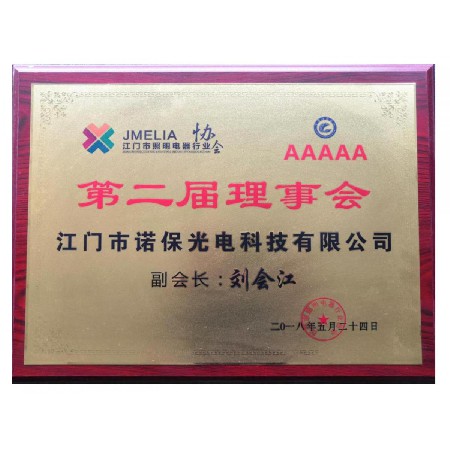 JMELIA 协会
江门市照明电器行业
AAAAA
第二届理事会
江门市诺保光电科技有限公司
副会长：刘会江
二〇一八年五月二十四日